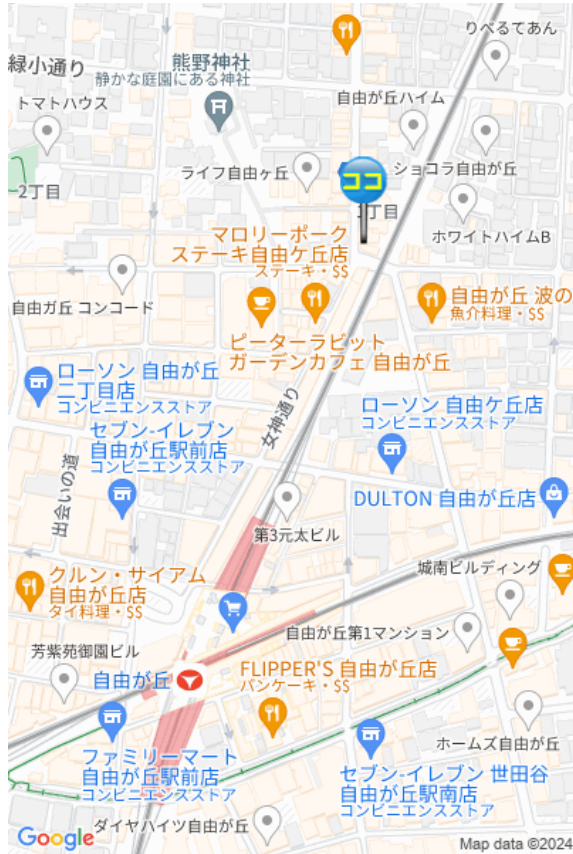 りべるてあん
緑小通り
熊野神社
静かな庭園にある神社
トマトハウス
自由が丘ハイム
ライフ自由ヶ丘
ショコラ自由が丘
2丁目
ココ
丁目
ホワイトハイムB
マロリーポーク
ステーキ自由ケ丘店
ステーキ・$$
自由ガ丘 コンコード
自由が丘 波の
魚介料理・$$
ピーターラビット
ガーデンカフェ 自由が丘
ローソン 自由が丘
二丁目店
コンビニエンスストア
女神通り
ローソン 自由ケ丘店
コンビニエンスストア
セブン-イレブン
自由が丘駅前店
コンビニエンスストア
出会いの道
DULTON 自由が丘店
第3元太ビル
クルン・サイアム
自由が丘店
タイ料理・$$
城南ビルディング
自由が丘第1マンション
芳紫苑御園ビル
自由が丘
FLIPPER'S 自由が丘店
パンケーキ・$$
ファミリーマート
自由が丘駅前店
コンビニエンスストア
ホームズ自由が丘
セブン-イレブン 世田谷
自由が丘駅南店
コンビニエンスストア
Google
ダイヤハイツ自由が丘
Map data ©2024